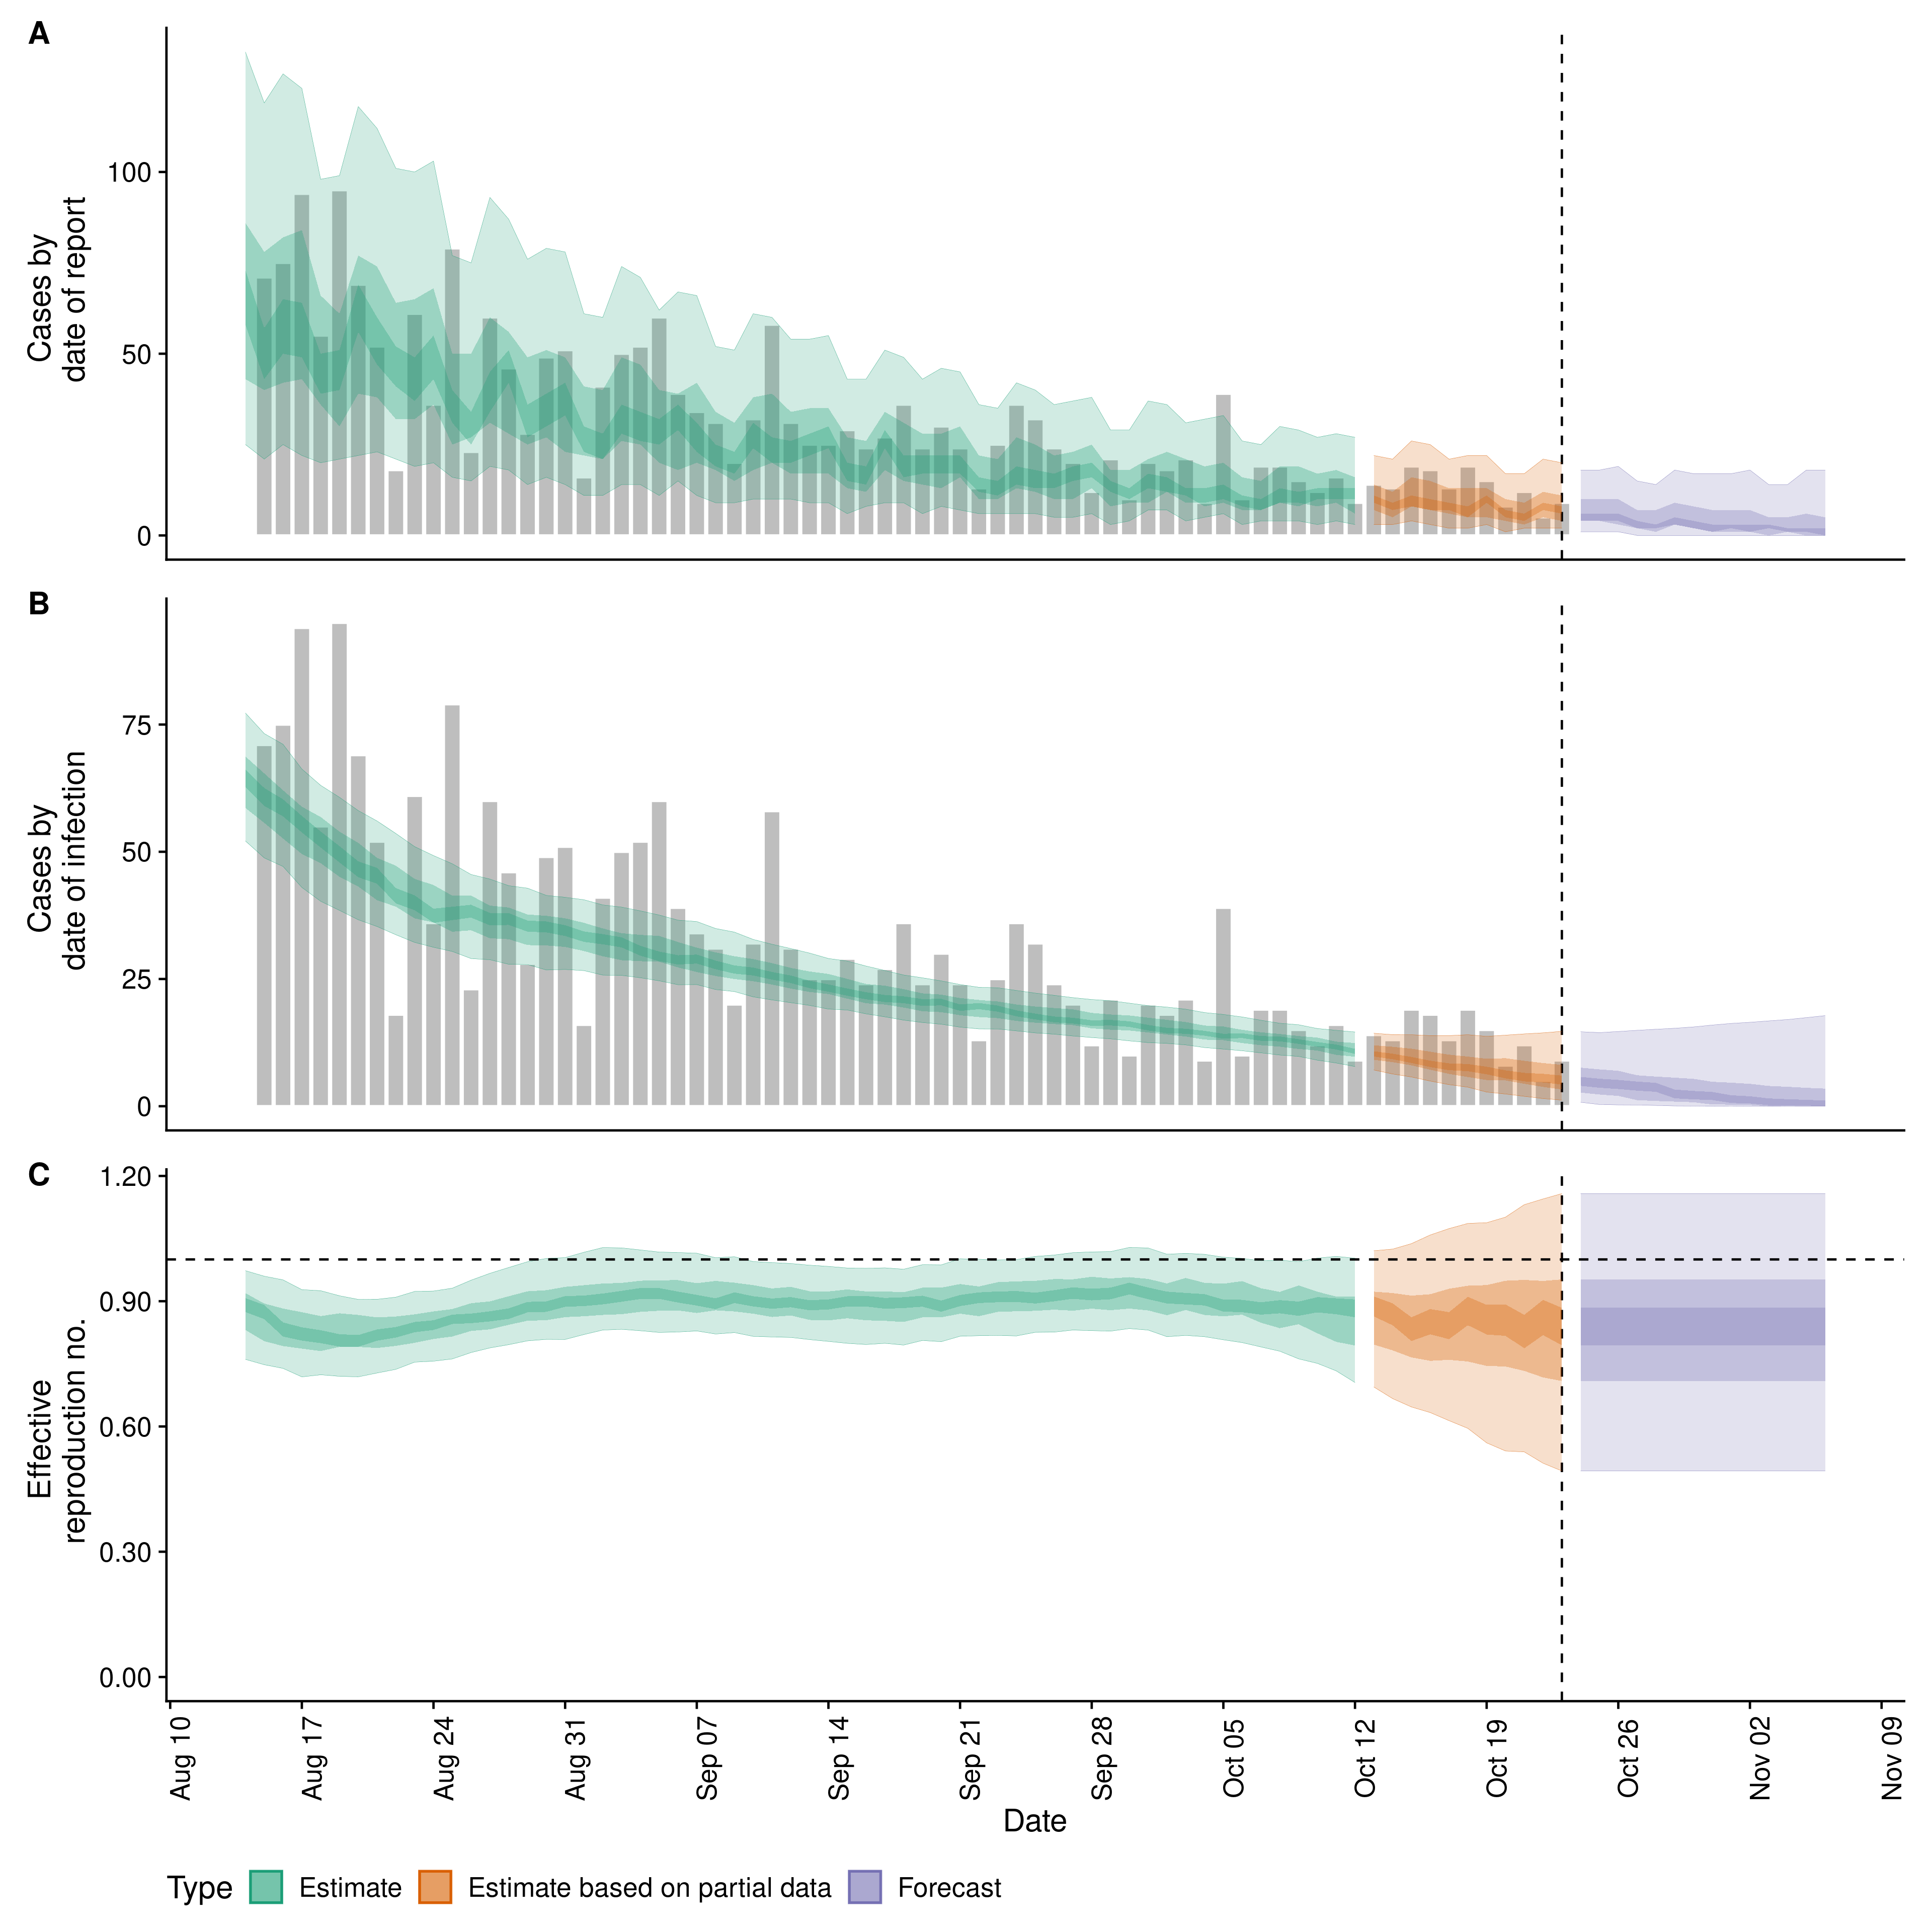 A
Cases by
date of report
100
50
0
B
Cases by
date of infection
75
50
25
0
C
Effective
reproduction no.
1.20
0.90
0.60
0.30
0.00
Aug 10
Aug 17
Aug 24
Aug 31
Sep 07
Sep 14
Sep 21
Sep 28
Oct 05
Oct 12
Oct 19
Oct 26
Nov 02
Nov 09
Date
Type Estimate Estimate based on partial data Forecast